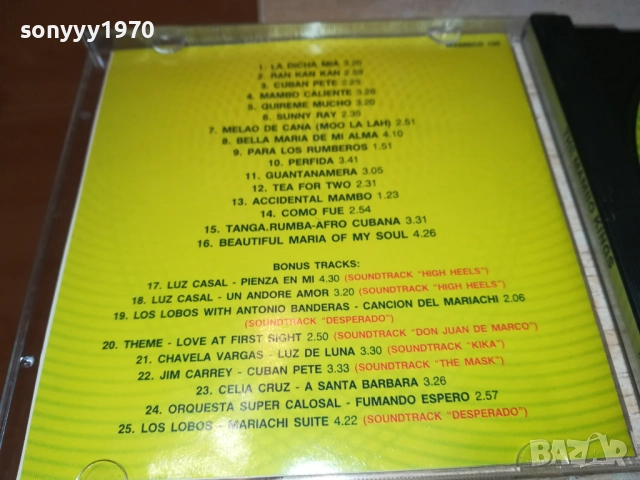 sonyyy1970
1. LA DICHA MIA 3.20
2. RAN KAN KAN 2.59
3. CUBAN PETE 2.25
4. MAMBO CALIENTE 3.26
5. QUIREME MUCHO 3.20
6. SUNNY RAY 2.35
7. MELAO DE CANA (MOO LA LAH) 2.51
8. BELLA MARIA DE MI ALMA 4.10
9. PARA LOS RUMBEROS 1.51
10. PERFIDA 3.41
11. GUANTANAMERA 3.05
12. TEA FOR TWO 2.31
13. ACCIDENTAL MAMBO 1.23
14. COMO FUE 2.54
15. TANGA.RUMBA-AFRO CUBANA 3.31
16. BEAUTIFUL MARIA OF MY SOUL 4.26
BONUS TRACKS:
17. LUZ CASAL - PIENZA EN MI 4.30 (SOUNDTRACK "HIGH HEELS")
18. LUZ CASAL - UN ANDORE AMOR 3.20 (SOUNDTRACK "HIGH HEELS")
19. LOS LOBOS WITH ANTONIO BANDERAS - CANCION DEL MARIACHI 2.06
(SOUNDTRACK "DESPERADO")
20. THEME - LOVE AT FIRST SIGHT 2.50 (SOUNDTRACK "DON JUAN DE MARCO")
21. CHAVELA VARGAS - LUZ DE LUNA 3.30 (SOUNDTRACK "KIKA")
22. JIM CARREY - CUBAN PETE 3.33 (SOUNDTRACK "THE MASK")
23. CELIA CRUZ - A SANTA BARBARA 3.26
24. ORQUESTA SUPER CALOSAL - FUMANDO ESPERO 2.57
25. LOS LOBOS - MARIACHI SUITE 4.22 (SOUNDTRACK "DESPERADO")
THE MAMBO KINGS
BAZAR